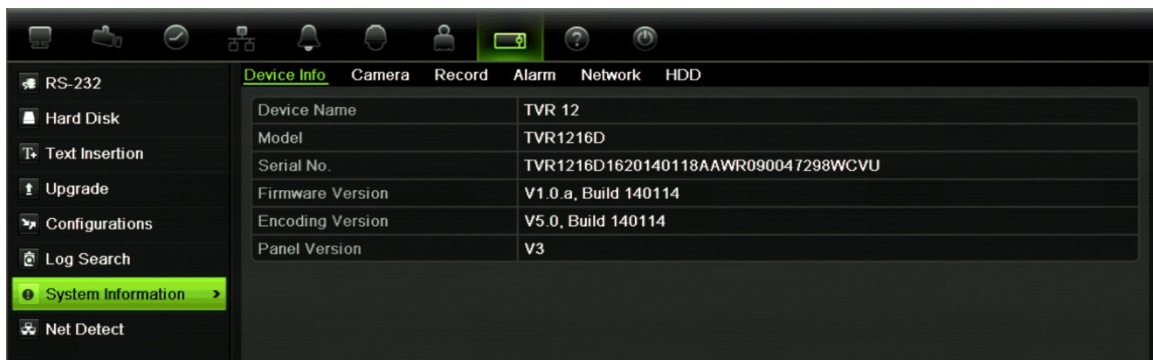 RS-232
Hard Disk
Text Insertion
Upgrade
Configurations
Log Search
System Information
Net Detect
Device Info Camera Record Alarm Network HDD
Device Name TVR 12
Model TVR1216D
Serial No. TVR1216D1620140118AAWR090047298WCVU
Firmware Version V1.0.a, Build 140114
Encoding Version V5.0, Build 140114
Panel Version V3